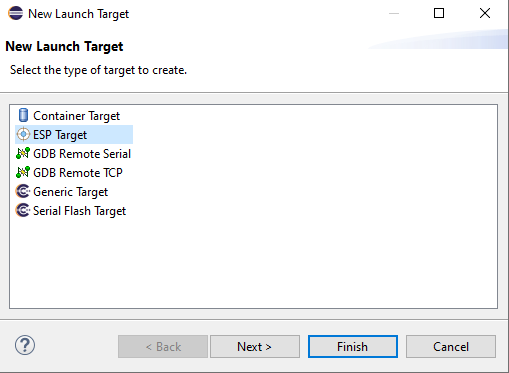 New Launch Target
New Launch Target
Select the type of target to create.
Container Target
ESP Target
GDB Remote Serial
GDB Remote TCP
Generic Target
Serial Flash Target
?
< Back
Next >
Finish
Cancel